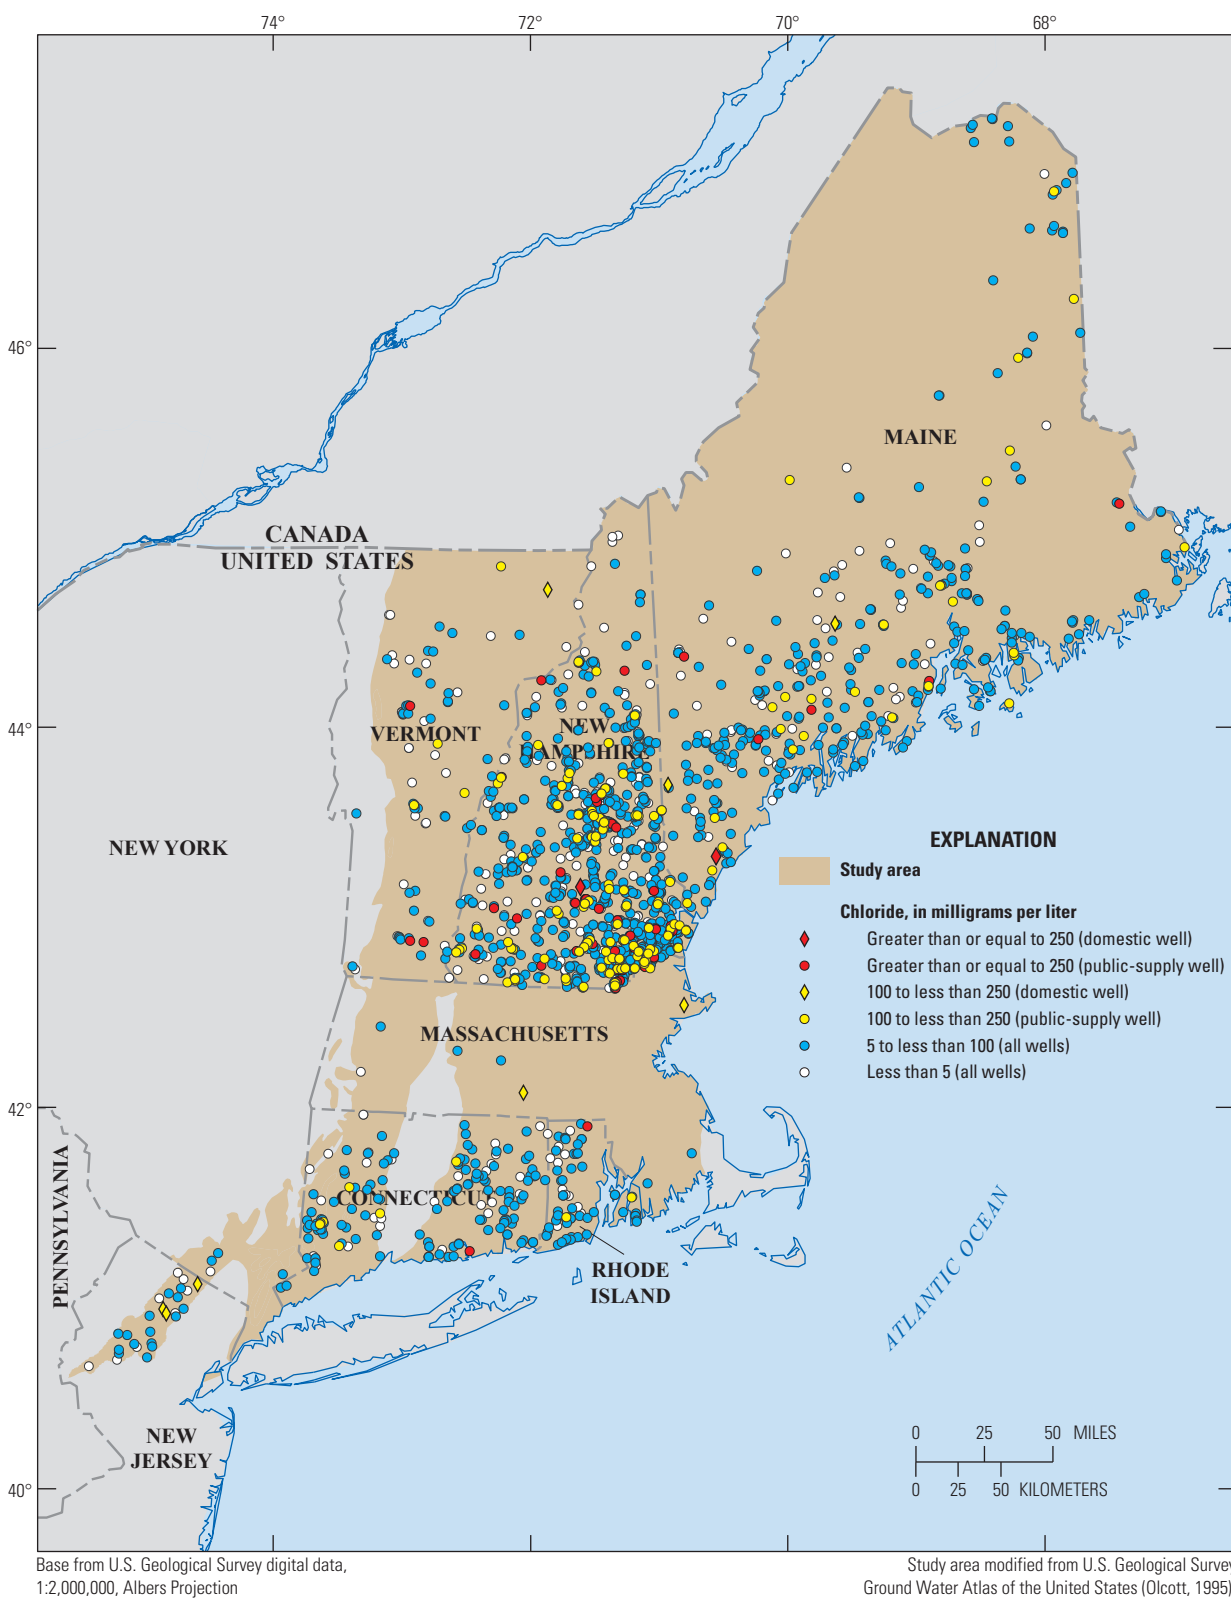 74°
72°
70°
68°
46°
MAINE
CANADA
UNITED STATES
44°
VERMONT
NEW
HAMPSHIRE
NEW YORK
EXPLANATION
Study area
Chloride, in milligrams per liter
Greater than or equal to 250 (domestic well)
Greater than or equal to 250 (public-supply well)
100 to less than 250 (domestic well)
100 to less than 250 (public-supply well)
5 to less than 100 (all wells)
Less than 5 (all wells)
MASSACHUSETTS
42°
PENNSYLVANIA
CONNECTICUT
RHODE
ISLAND
ATLANTIC OCEAN
NEW
JERSEY
0 25 50 MILES
0 25 50 KILOMETERS
40°
Base from U.S. Geological Survey digital data,
1:2,000,000, Albers Projection
Study area modified from U.S. Geological Survey
Ground Water Atlas of the United States (Olcott, 1995)